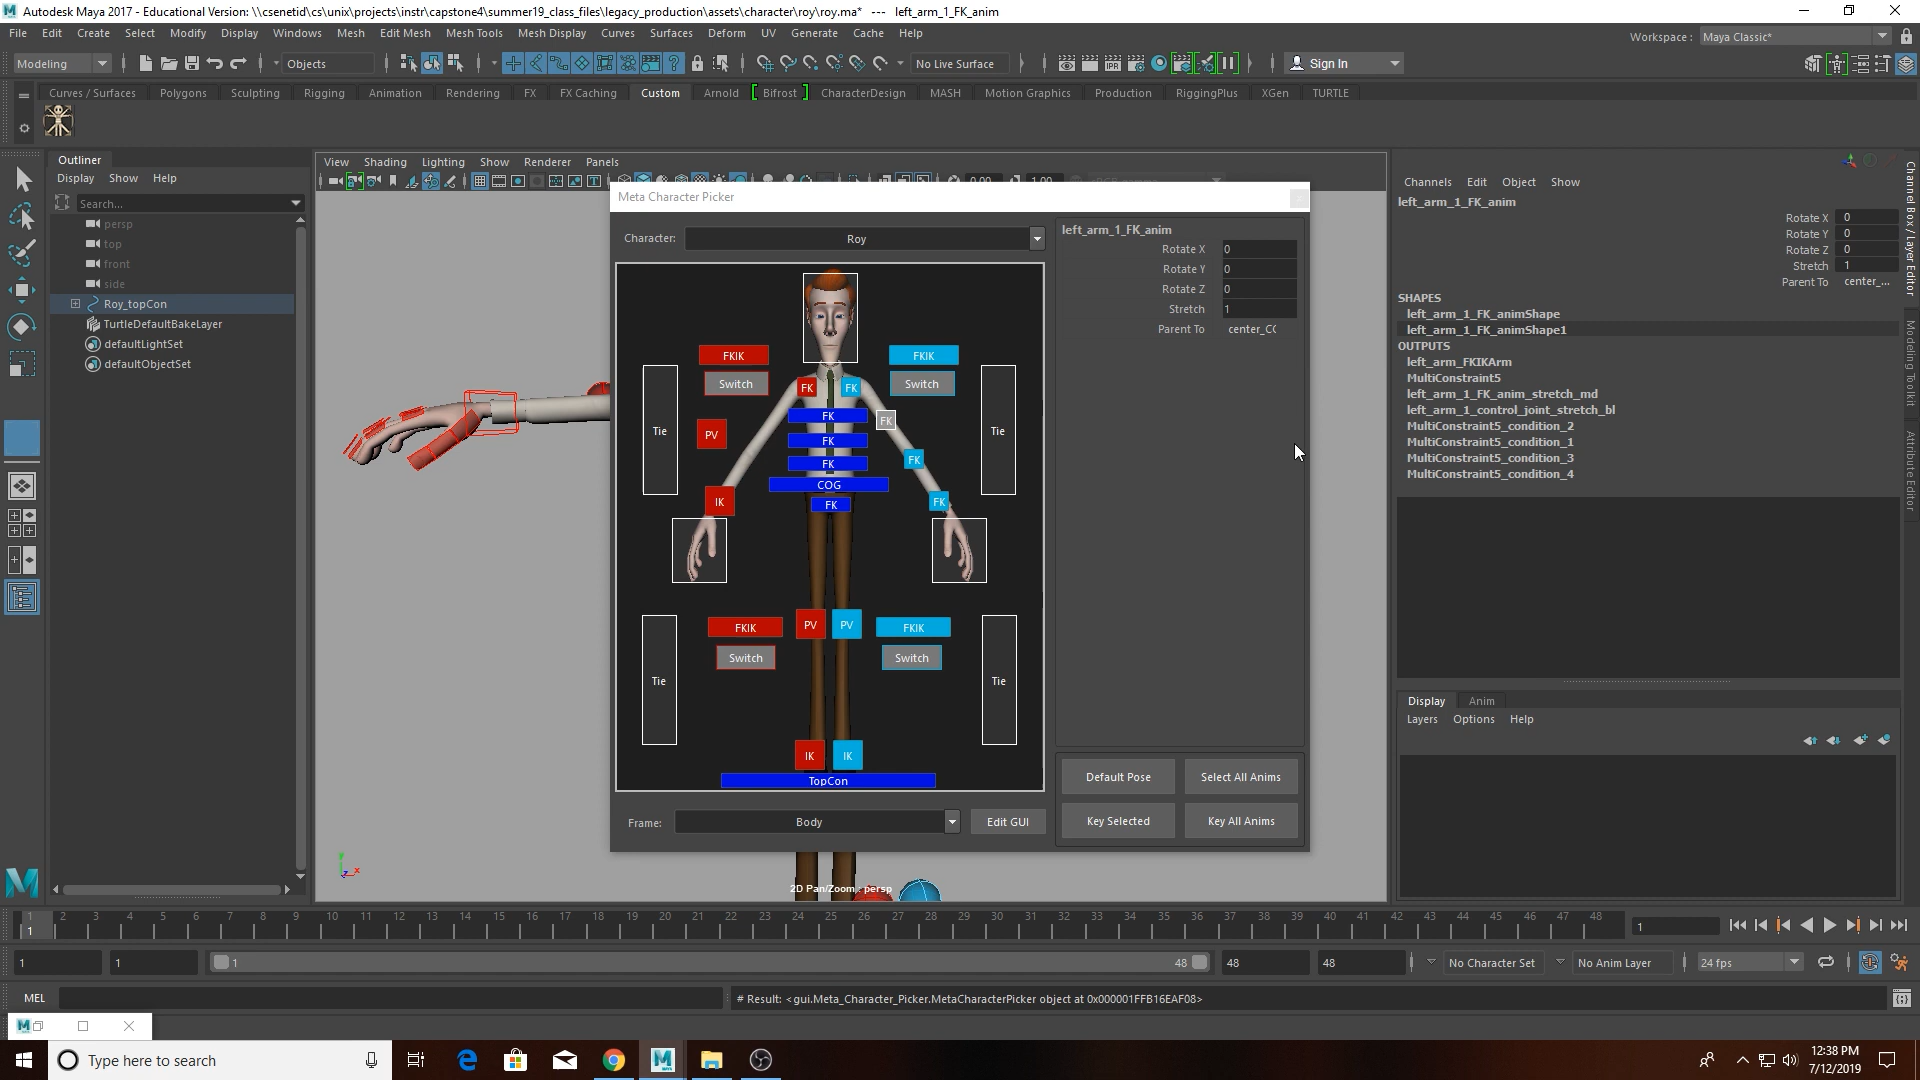 Autodesk Maya 2017 - Educational Version: \\csenetid\cs\unix\projects\instr\capstone4\summer19_class_files\legacy_production\assets\character\roy\roy.ma* --- left_arm_1_FK_anim
File Edit Create Select Modify Display Windows Mesh Edit Mesh Mesh Tools Mesh Display Curves Surfaces Deform UV Generate Cache Help
Workspace : Maya Classic*
Modeling Objects No Live Surface Sign In
Curves / Surfaces Polygons Sculpting Rigging Animation Rendering FX FX Caching Custom Arnold Bifrost CharacterDesign MASH Motion Graphics Production RiggingPlus XGen TURTLE
Outliner
Display Show Help
Search...
persp
top
front
side
Roy_topCon
TurtleDefaultBakeLayer
defaultLightSet
defaultObjectSet
View Shading Lighting Show Renderer Panels
0.00 1.00
Meta Character Picker
Character: Roy
FKIK FKIK
Switch Switch
FK FK
Tie PV FK FK Tie
FK
FK FK
COG
IK FK FK
FKIK PV PV FKIK
Switch Switch
Tie Tie
IK IK
TopCon
Frame: Body Edit GUI
left_arm_1_FK_anim
Rotate X 0
Rotate Y 0
Rotate Z 0
Stretch 1
Parent To center_CC
Default Pose Select All Anims
Key Selected Key All Anims
2D Pan/Zoom : persp
Channels Edit Object Show
left_arm_1_FK_anim
Rotate X 0
Rotate Y 0
Rotate Z 0
Stretch 1
Parent To center_...
SHAPES
left_arm_1_FK_animShape
left_arm_1_FK_animShape1
OUTPUTS
left_arm_FKIKArm
MultiConstraint5
left_arm_1_FK_anim_stretch_md
left_arm_1_control_joint_stretch_bl
MultiConstraint5_condition_2
MultiConstraint5_condition_1
MultiConstraint5_condition_3
MultiConstraint5_condition_4
Display Anim
Layers Options Help
Channel Box / Layer Editor
Modeling Toolkit
Attribute Editor
1 2 3 4 5 6 7 8 9 10 11 12 13 14 15 16 17 18 19 20 21 22 23 24 25 26 27 28 29 30 31 32 33 34 35 36 37 38 39 40 41 42 43 44 45 46 47 48
1 1
1 1 1 48 48 48 No Character Set No Anim Layer 24 fps
MEL # Result: <gui.Meta_Character_Picker.MetaCharacterPicker object at 0x000001FFB16EAF08>
Type here to search
12:38 PM
7/12/2019